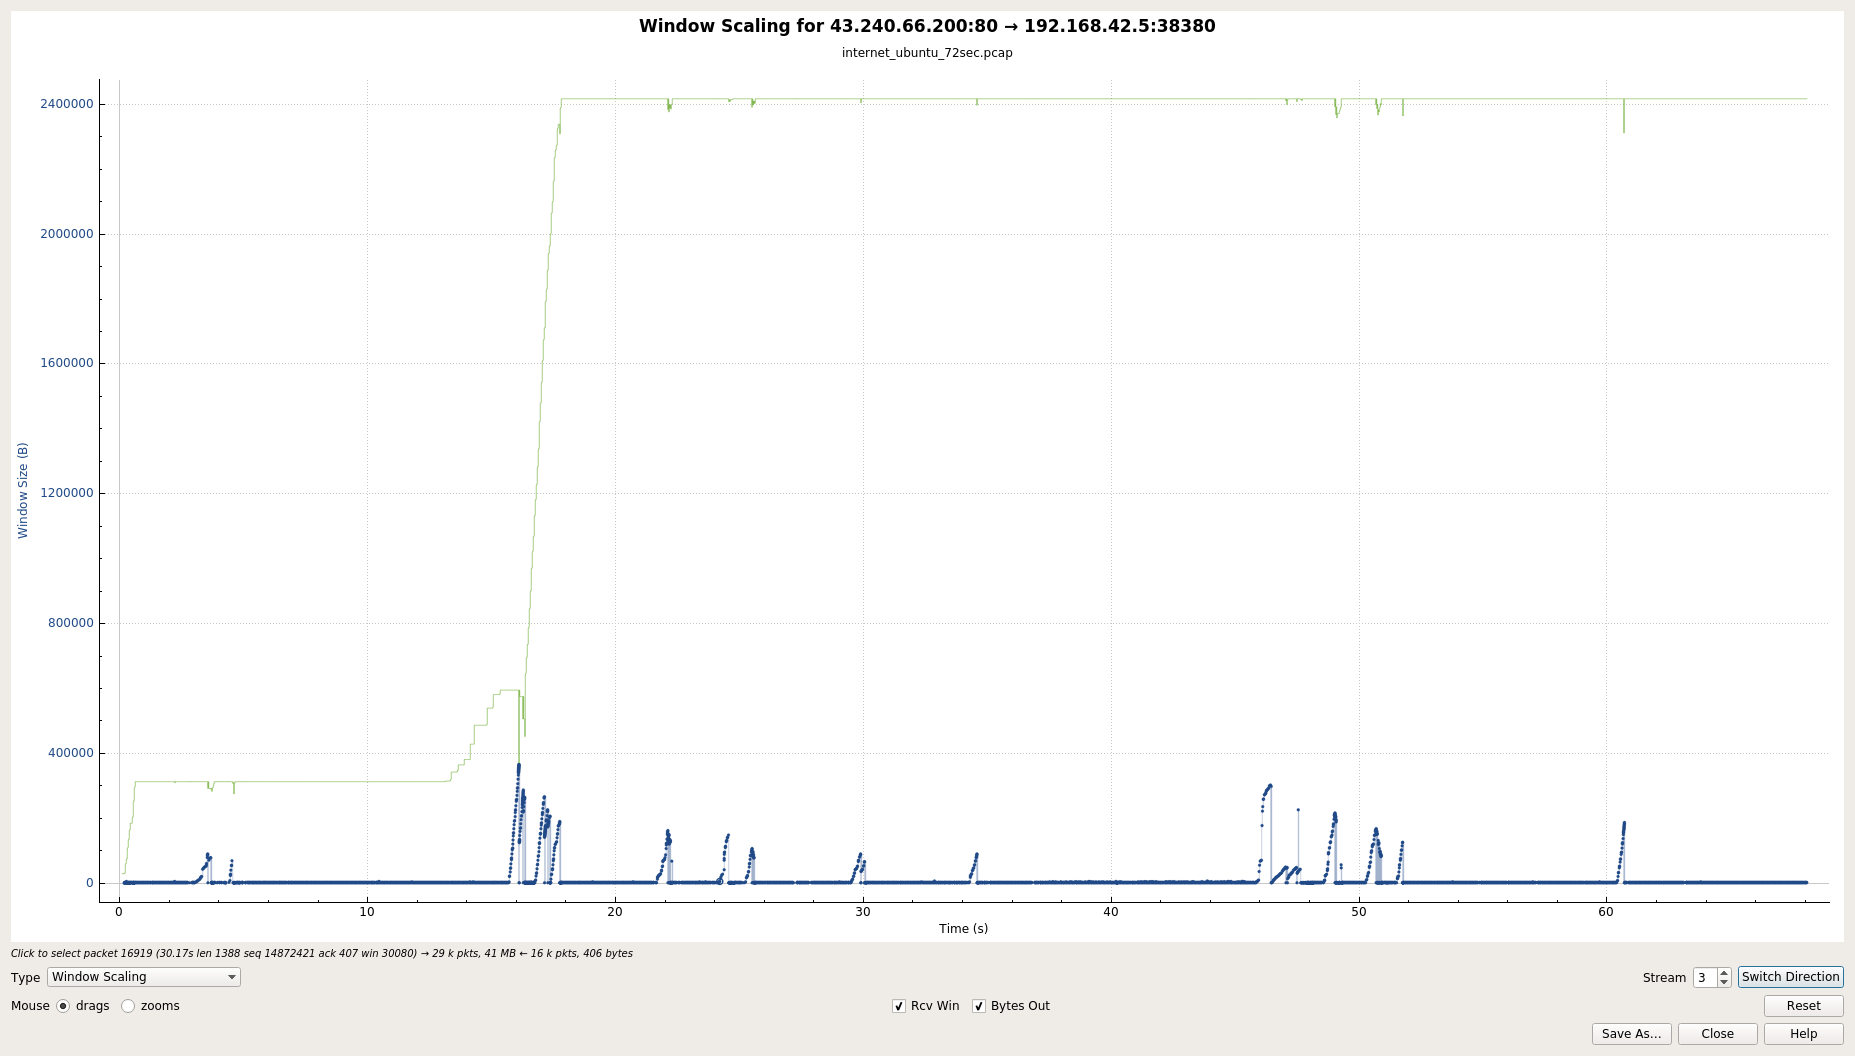 Window Scaling for 43.240.66.200:80 → 192.168.42.5:38380
internet_ubuntu_72sec.pcap
Window Size (B)
2400000
2000000
1600000
1200000
800000
400000
0
0 10 20 30 40 50 60
Time (s)
Click to select packet 16919 (30.17s len 1388 seq 14872421 ack 407 win 30080) → 29 k pkts, 41 MB ← 16 k pkts, 406 bytes
Type Window Scaling Stream 3 Switch Direction
Mouse drags zooms Rcv Win Bytes Out Reset
Save As... Close Help